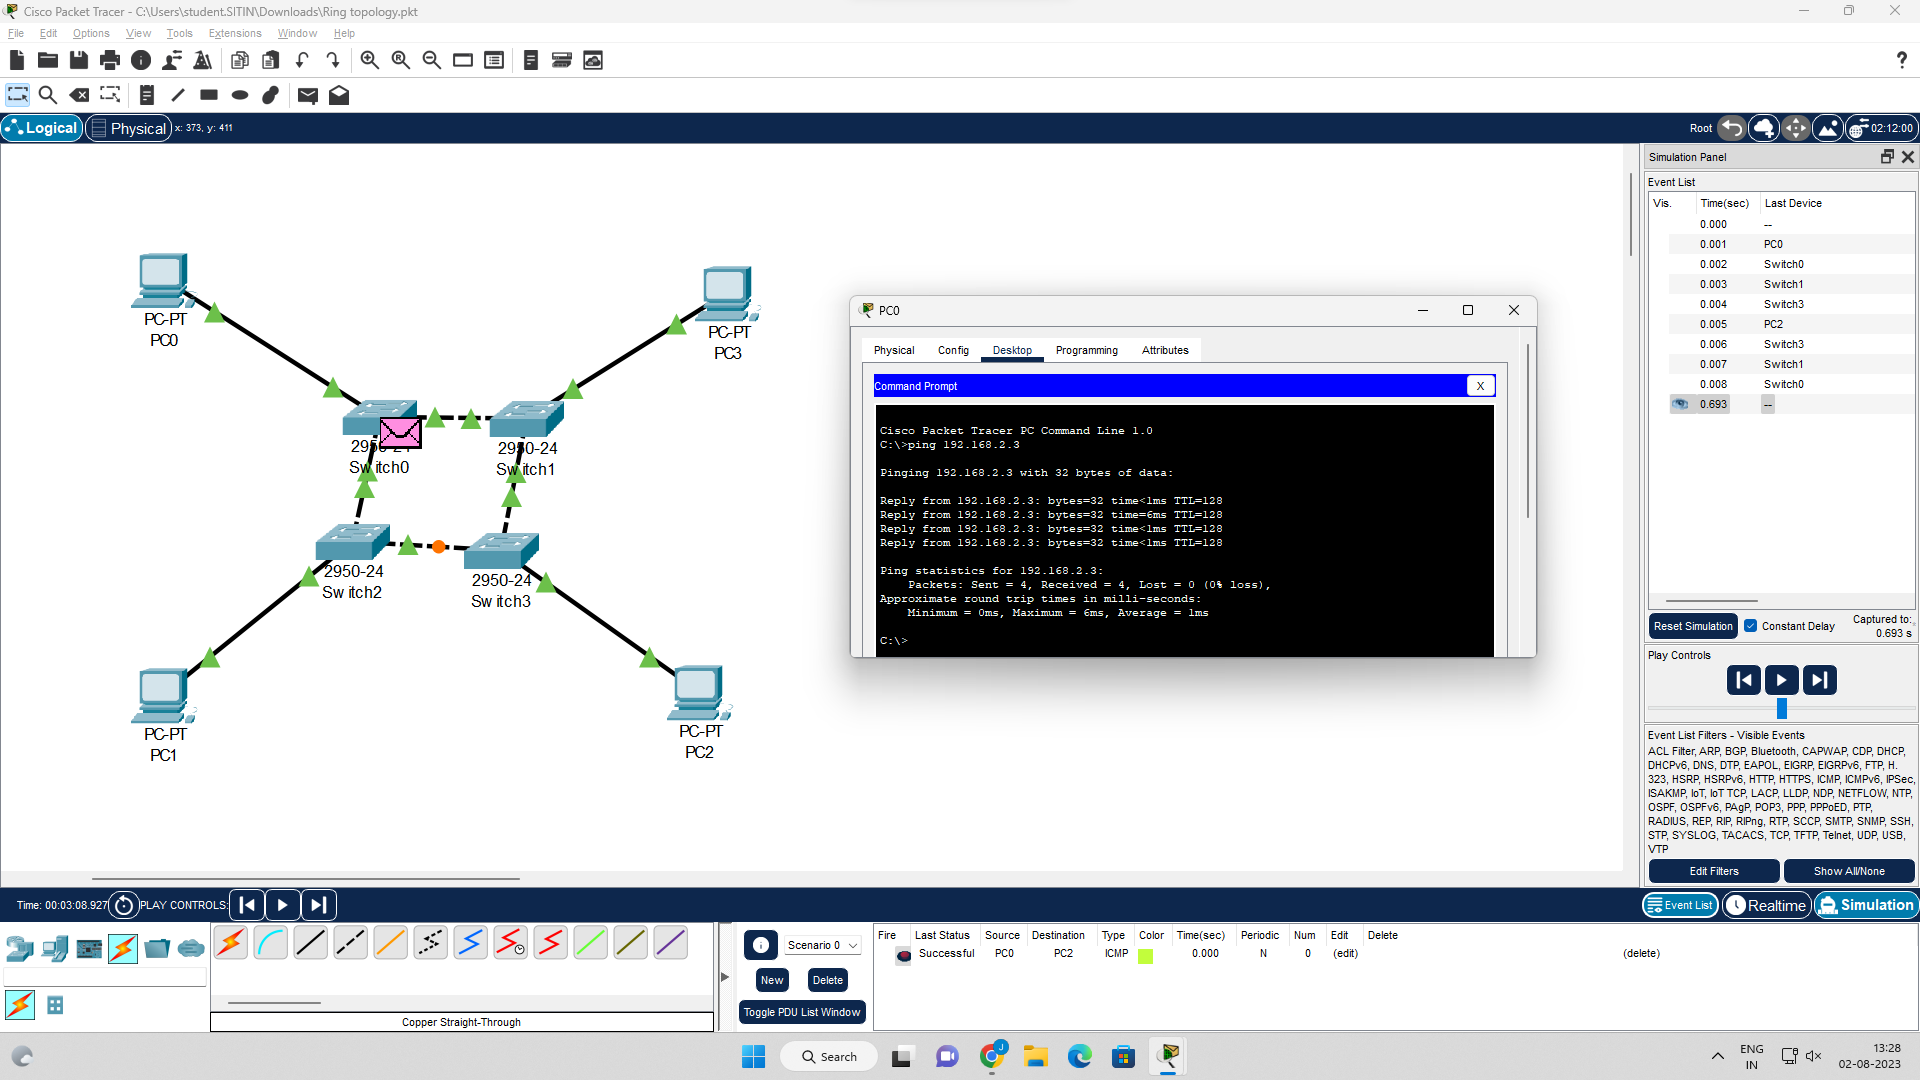 Cisco Packet Tracer - C:\Users\student.SITIN\Downloads\Ring topology.pkt
File Edit Options View Tools Extensions Window Help
Logical Physical x: 373, y: 411 Root 02:12:00
Simulation Panel
Event List
Vis. Time(sec) Last Device
0.000 --
0.001 PC0
0.002 Switch0
0.003 Switch1
0.004 Switch3
0.005 PC2
0.006 Switch3
0.007 Switch1
0.008 Switch0
0.693 --
Reset Simulation Constant Delay Captured to:
0.693 s
Play Controls
Event List Filters - Visible Events
ACL Filter, ARP, BGP, Bluetooth, CAPWAP, CDP, DHCP,
DHCPv6, DNS, DTP, EAPOL, EIGRP, EIGRPv6, FTP, H.
323, HSRP, HSRPv6, HTTP, HTTPS, ICMP, ICMPv6, IPSec,
ISAKMP, IoT, IoT TCP, LACP, LLDP, NDP, NETFLOW, NTP,
OSPF, OSPFv6, PAgP, POP3, PPP, PPPoED, PTP,
RADIUS, REP, RIP, RIPng, RTP, SCCP, SMTP, SNMP, SSH,
STP, SYSLOG, TACACS, TCP, TFTP, Telnet, UDP, USB,
VTP
Edit Filters Show All/None
PC-PT
PC0
PC-PT
PC3
2950-24
Switch0
2950-24
Switch1
2950-24
Switch2
2950-24
Switch3
PC-PT
PC1
PC-PT
PC2
PC0
Physical Config Desktop Programming Attributes
Command Prompt X
Cisco Packet Tracer PC Command Line 1.0
C:\>ping 192.168.2.3
Pinging 192.168.2.3 with 32 bytes of data:
Reply from 192.168.2.3: bytes=32 time<1ms TTL=128
Reply from 192.168.2.3: bytes=32 time=6ms TTL=128
Reply from 192.168.2.3: bytes=32 time<1ms TTL=128
Reply from 192.168.2.3: bytes=32 time<1ms TTL=128
Ping statistics for 192.168.2.3:
Packets: Sent = 4, Received = 4, Lost = 0 (0% loss),
Approximate round trip times in milli-seconds:
Minimum = 0ms, Maximum = 6ms, Average = 1ms
C:\>
Time: 00:03:08.927 PLAY CONTROLS: Event List Realtime Simulation
Scenario 0
New Delete
Toggle PDU List Window
Fire Last Status Source Destination Type Color Time(sec) Periodic Num Edit Delete
Successful PC0 PC2 ICMP 0.000 N 0 (edit) (delete)
Copper Straight-Through
Search
J
ENG
IN
13:28
02-08-2023